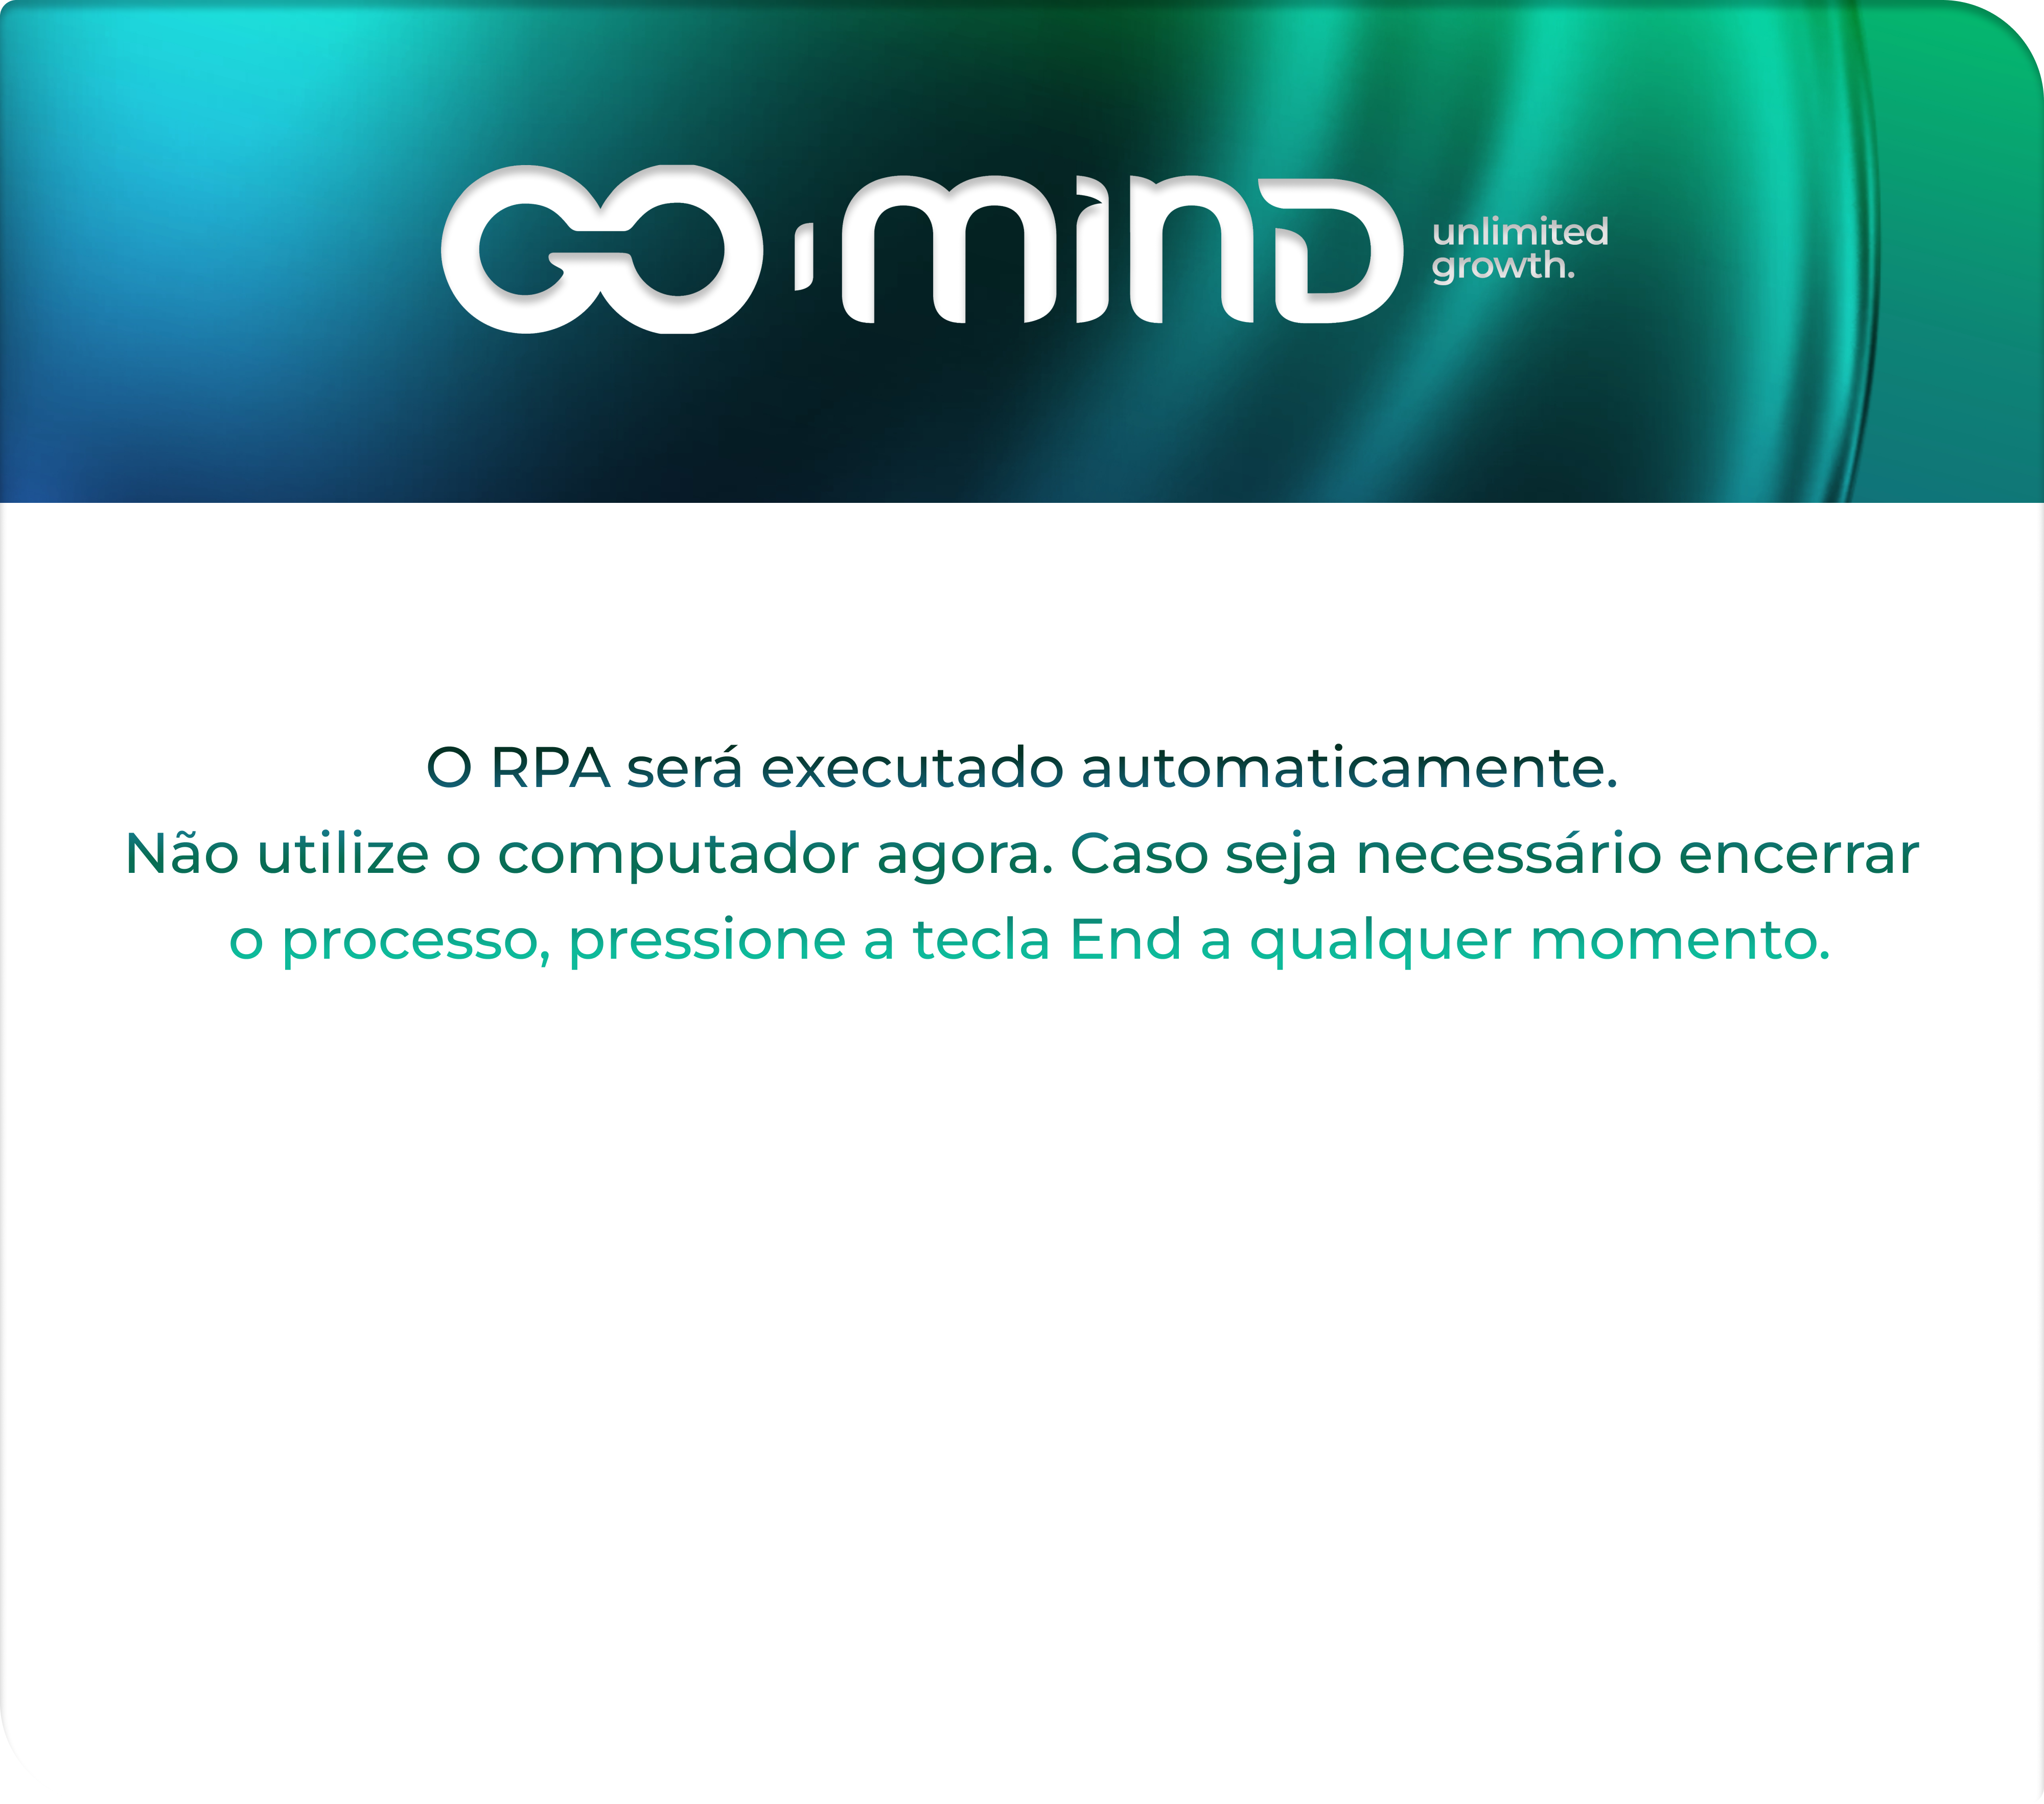 GO-mind
unlimited
growth.
O RPA será executado automaticamente.
Não utilize o computador agora. Caso seja necessário encerrar
o processo, pressione a tecla End a qualquer momento.